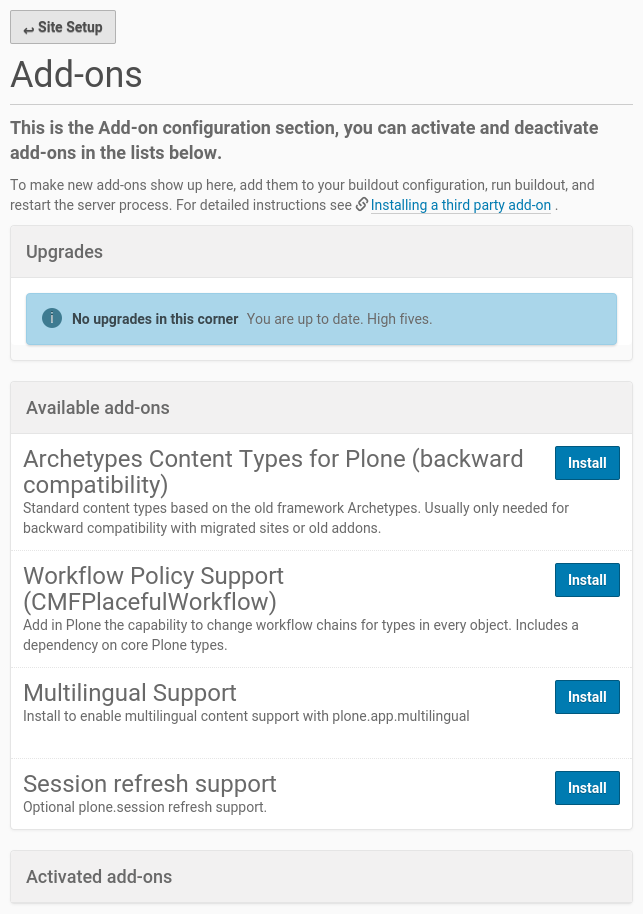 Site Setup
Add-ons
This is the Add-on configuration section, you can activate and deactivate
add-ons in the lists below.
To make new add-ons show up here, add them to your buildout configuration, run buildout, and
restart the server process. For detailed instructions see Installing a third party add-on .
Upgrades
No upgrades in this corner You are up to date. High fives.
Available add-ons
Archetypes Content Types for Plone (backward
compatibility)
Install
Standard content types based on the old framework Archetypes. Usually only needed for
backward compatibility with migrated sites or old addons.
Workflow Policy Support
(CMFPlacefulWorkflow)
Install
Add in Plone the capability to change workflow chains for types in every object. Includes a
dependency on core Plone types.
Multilingual Support
Install
Install to enable multilingual content support with plone.app.multilingual
Session refresh support
Install
Optional plone.session refresh support.
Activated add-ons